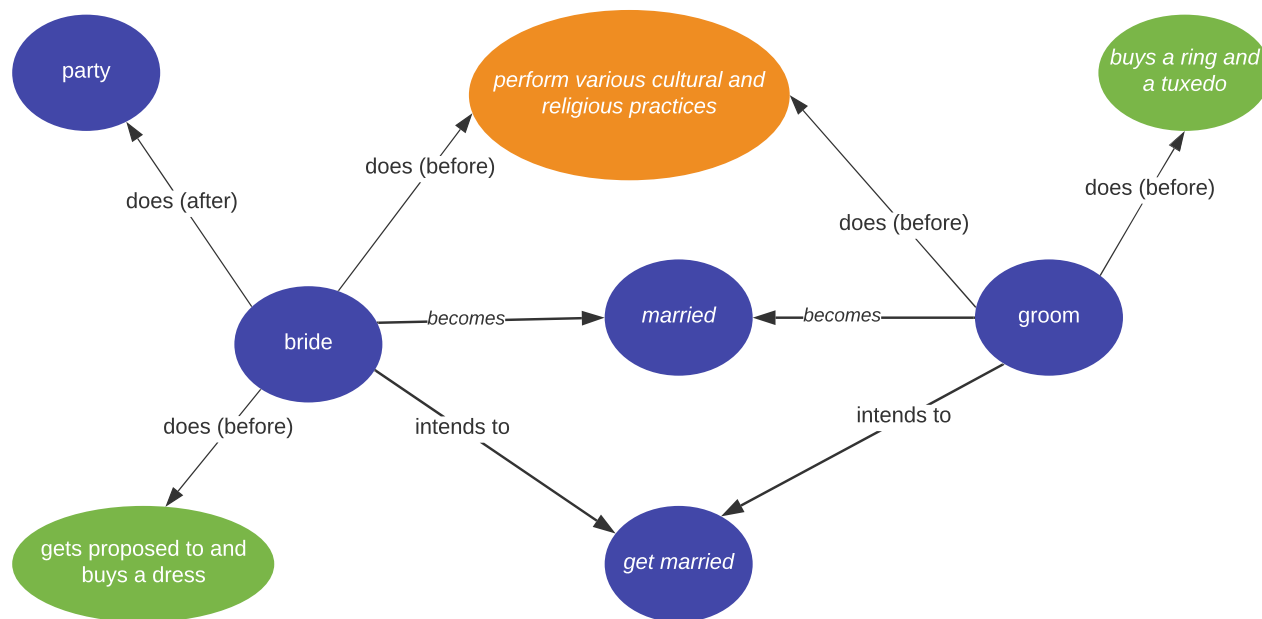 party
perform various cultural and
religious practices
buys a ring and
a tuxedo
does (before)
does (before)
does (after)
does (before)
becomes
married
becomes
groom
bride
does (before)
intends to
intends to
gets proposed to and
buys a dress
get married